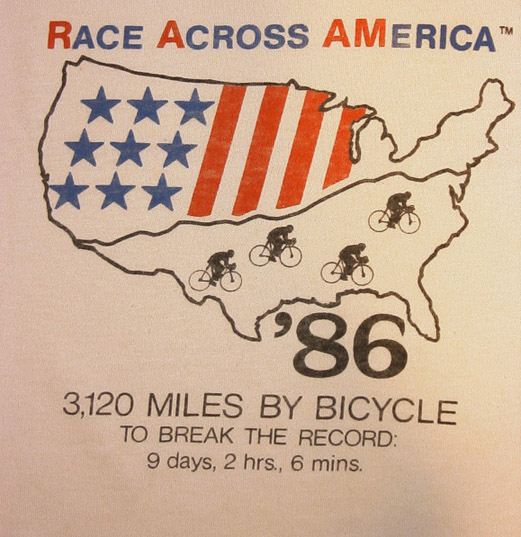 RACE ACROSS AMERICA™
'86
3,120 MILES BY BICYCLE
TO BREAK THE RECORD:
9 days, 2 hrs., 6 mins.